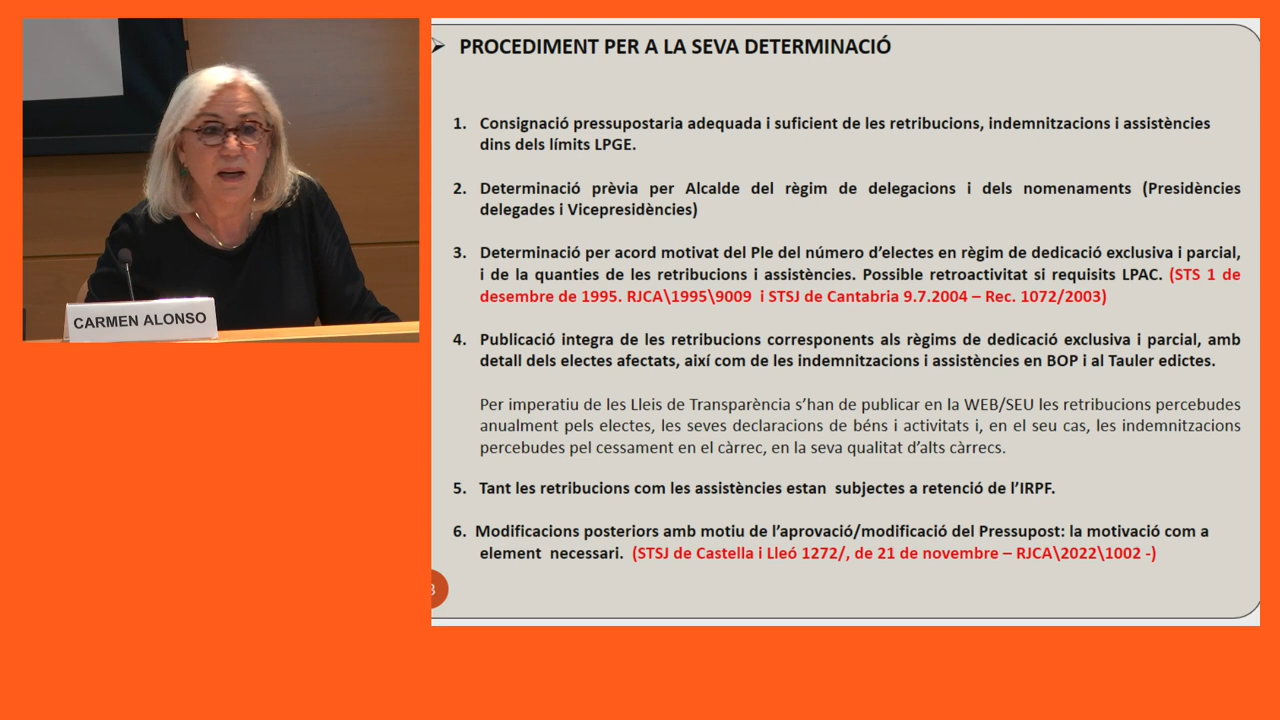 CARMEN ALONSO
PROCEDIMENT PER A LA SEVA DETERMINACIÓ
1. Consignació pressupostaria adequada i suficient de les retribucions, indemnitzacions i assistències
dins dels límits LPGE.
2. Determinació prèvia per Alcalde del règim de delegacions i dels nomenaments (Presidències
delegades i Vicepresidències)
3. Determinació per acord motivat del Ple del número d’electes en règim de dedicació exclusiva i parcial,
i de la quanties de les retribucions i assistències. Possible retroactivitat si requisits LPAC. (STS 1 de
desembre de 1995. RJCA\1995\9009 i STSJ de Cantabria 9.7.2004 – Rec. 1072/2003)
4. Publicació integra de les retribucions corresponents als règims de dedicació exclusiva i parcial, amb
detall dels electes afectats, així com de les indemnitzacions i assistències en BOP i al Tauler edictes.
Per imperatiu de les Lleis de Transparència s’han de publicar en la WEB/SEU les retribucions percebudes
anualment pels electes, les seves declaracions de béns i activitats i, en el seu cas, les indemnitzacions
percebudes pel cessament en el càrrec, en la seva qualitat d’alts càrrecs.
5. Tant les retribucions com les assistències estan subjectes a retenció de l’IRPF.
6. Modificacions posteriors amb motiu de l’aprovació/modificació del Pressupost: la motivació com a
element necessari. (STSJ de Castella i Lleó 1272/, de 21 de novembre – RJCA\2022\1002 -)